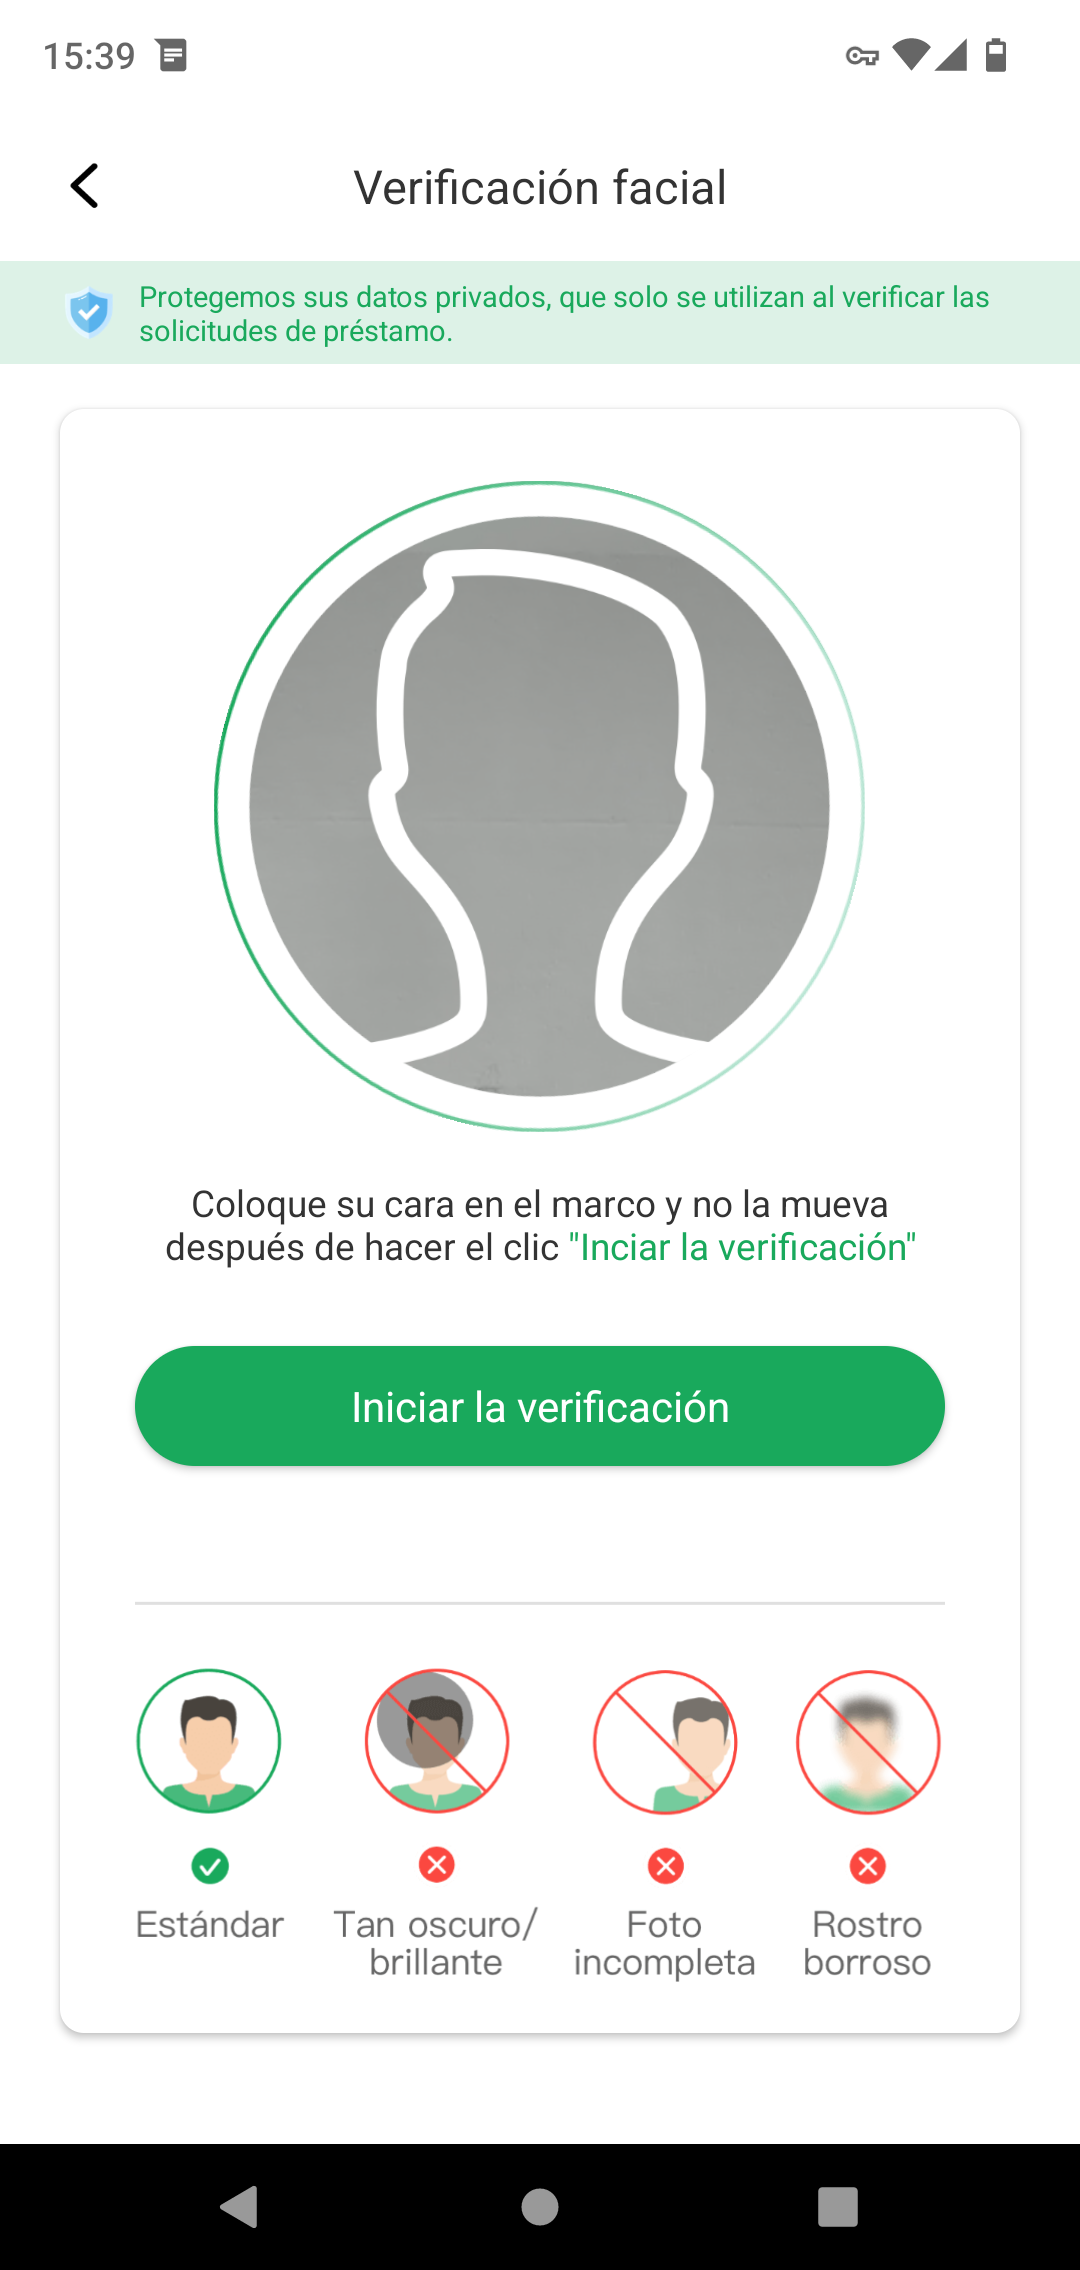 15:39
Verificación facial
Protegemos sus datos privados, que solo se utilizan al verificar las
solicitudes de préstamo.
Coloque su cara en el marco y no la mueva
después de hacer el clic "Inciar la verificación"
Iniciar la verificación
Estándar
Tan oscuro/
brillante
Foto
incompleta
Rostro
borroso